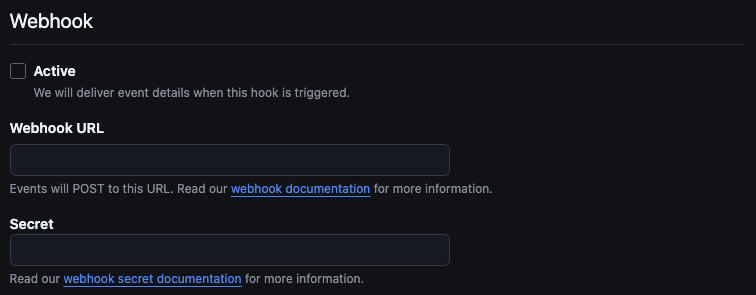 Webhook
Active
We will deliver event details when this hook is triggered.
Webhook URL
Events will POST to this URL. Read our webhook documentation for more information.
Secret
Read our webhook secret documentation for more information.